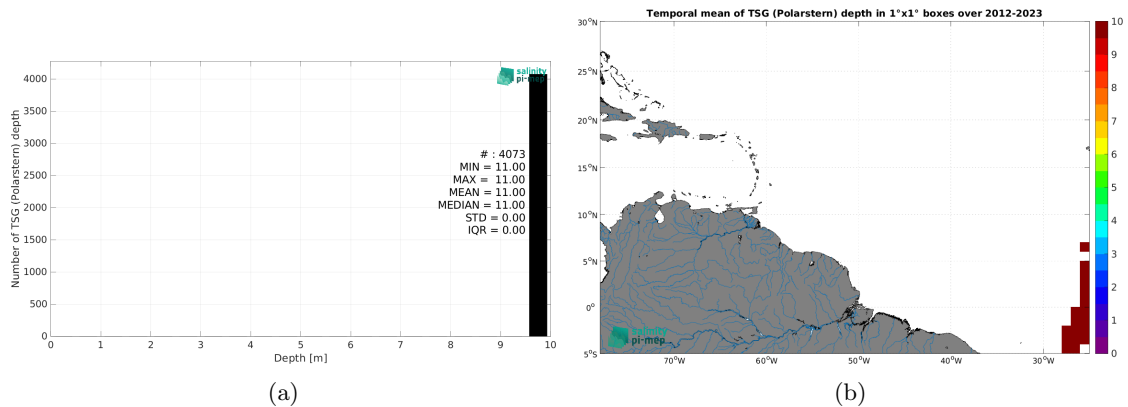 Temporal mean of TSG (Polarstern) depth in 1°x1° boxes over 2012-2023
salinity
pi-mep
Number of TSG (Polarstern) depth
4000
3500
3000
2500
2000
1500
1000
500
0
# : 4073
MIN = 11.00
MAX = 11.00
MEAN = 11.00
MEDIAN = 11.00
STD = 0.00
IQR = 0.00
0 1 2 3 4 5 6 7 8 9 10
Depth [m]
(a)
30°N
25°N
20°N
15°N
10°N
5°N
0°
5°S
70°W 60°W 50°W 40°W 30°W
salinity
pi-mep
10
9
8
7
6
5
4
3
2
1
0
(b)